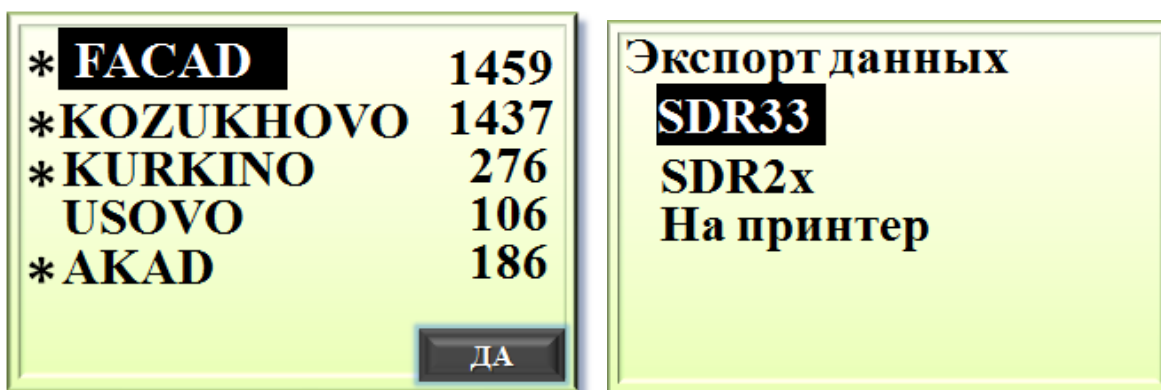 * FACAD 1459
*KOZUKHOVO 1437
*KURKINO 276
USOVO 106
*AKAD 186
ДА
Экспорт данных
SDR33
SDR2x
На принтер